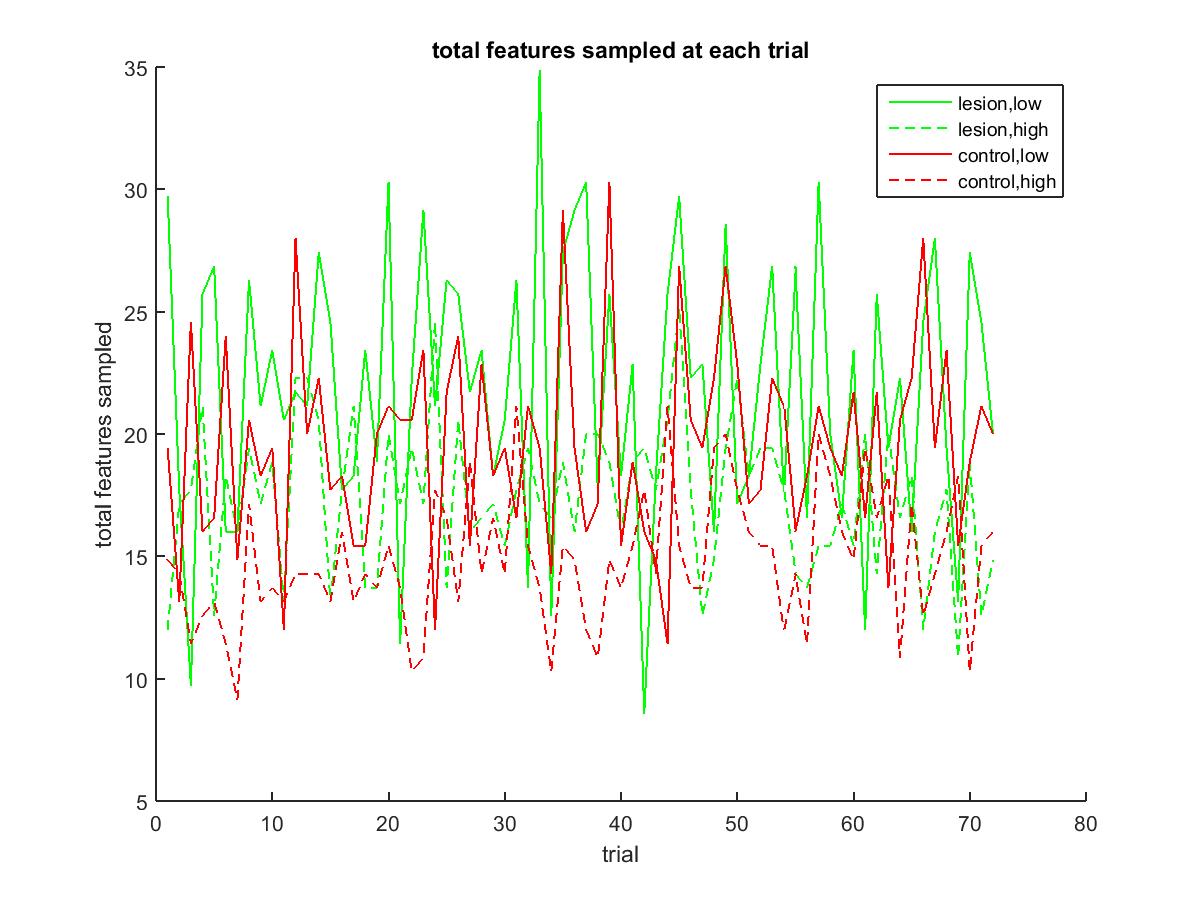 total features sampled at each trial
35
30
25
20
15
10
5
total features sampled
lesion,low
lesion,high
control,low
control,high
0 10 20 30 40 50 60 70 80
trial